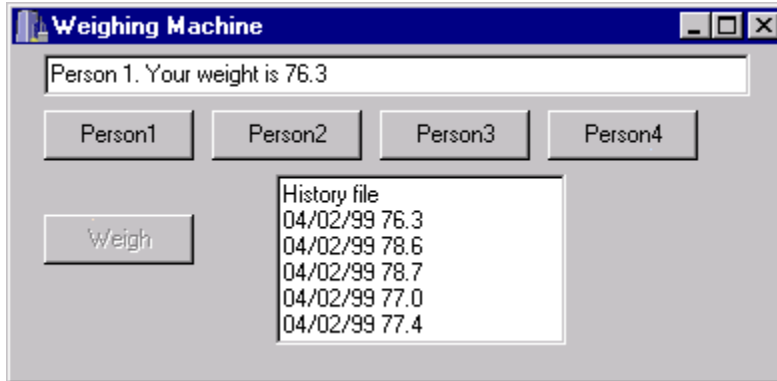 Weighing Machine
Person 1. Your weight is 76.3
Person1 Person2 Person3 Person4
Weigh
History file
04/02/99 76.3
04/02/99 78.6
04/02/99 78.7
04/02/99 77.0
04/02/99 77.4